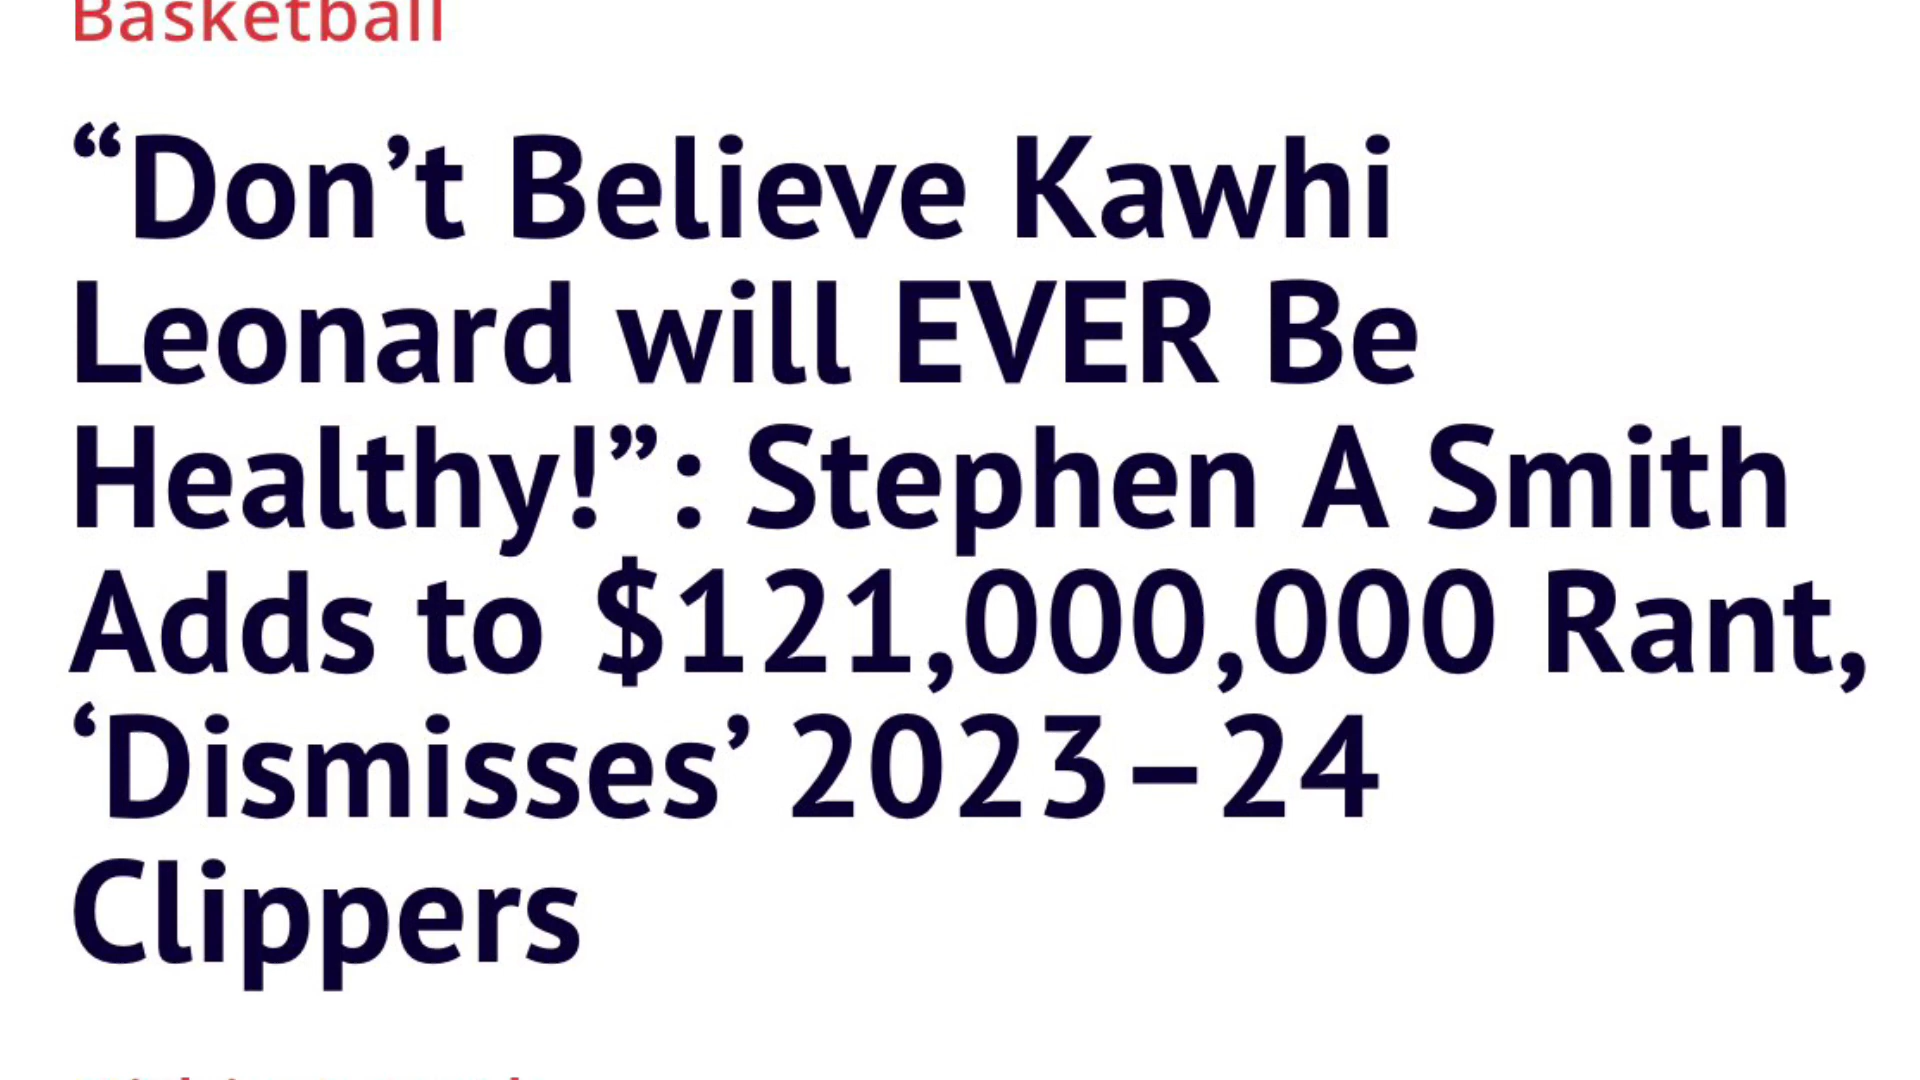 Basketball
“Don’t Believe Kawhi
Leonard will EVER Be
Healthy!”: Stephen A Smith
Adds to $121,000,000 Rant,
‘Dismisses’ 2023–24
Clippers